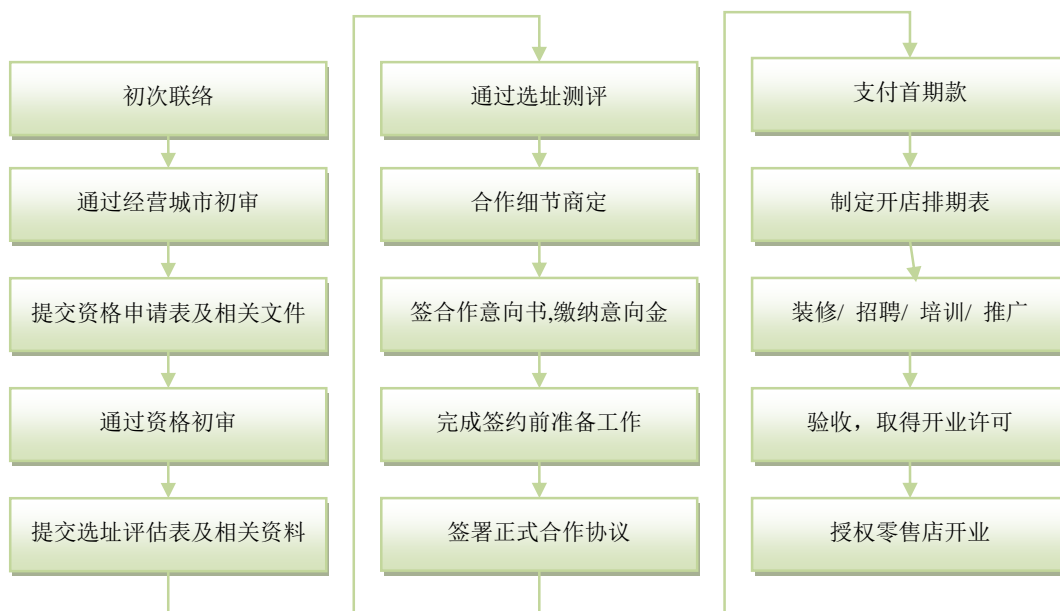 初次联络
通过经营城市初审
提交资格申请表及相关文件
通过资格初审
提交选址评估表及相关资料
通过选址测评
合作细节商定
签合作意向书,缴纳意向金
完成签约前准备工作
签署正式合作协议
支付首期款
制定开店排期表
装修/ 招聘/ 培训/ 推广
验收，取得开业许可
授权零售店开业